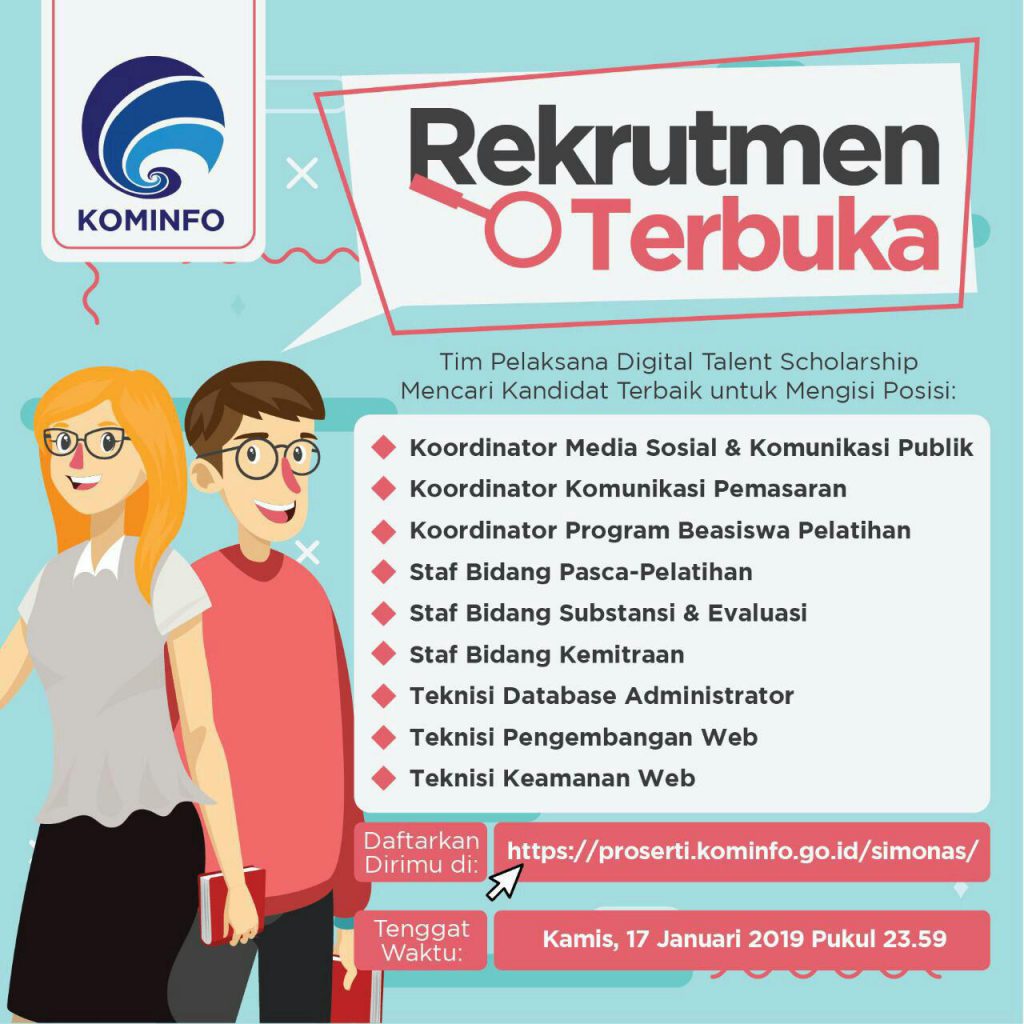 KOMINFO
Rekrutmen
Terbuka
Tim Pelaksana Digital Talent Scholarship
Mencari Kandidat Terbaik untuk Mengisi Posisi:
Koordinator Media Sosial & Komunikasi Publik
Koordinator Komunikasi Pemasaran
Koordinator Program Beasiswa Pelatihan
Staf Bidang Pasca-Pelatihan
Staf Bidang Substansi & Evaluasi
Staf Bidang Kemitraan
Teknisi Database Administrator
Teknisi Pengembangan Web
Teknisi Keamanan Web
Daftarkan
Dirimu di:
https://proserti.kominfo.go.id/simonas/
Tenggat
Waktu:
Kamis, 17 Januari 2019 Pukul 23.59